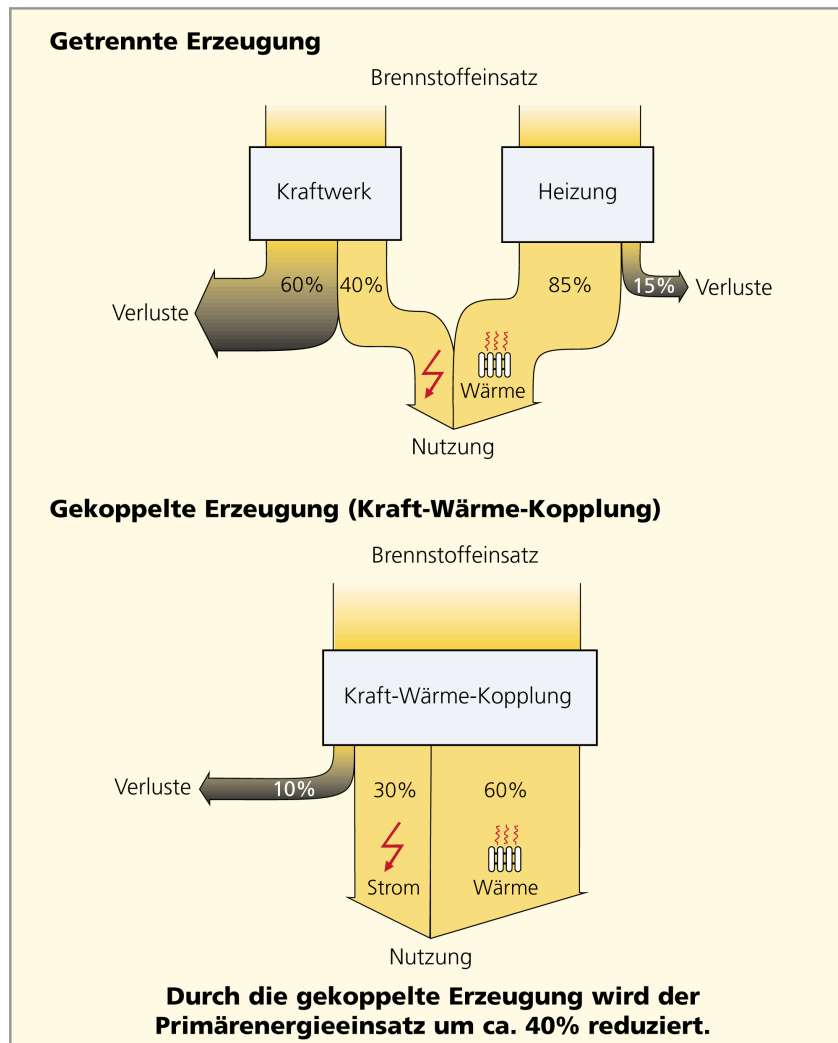 Getrennte Erzeugung
Brennstoffeinsatz
Kraftwerk
Heizung
60%
40%
85%
15%
Verluste
Verluste
Wärme
Nutzung
Gekoppelte Erzeugung (Kraft-Wärme-Kopplung)
Brennstoffeinsatz
Kraft-Wärme-Kopplung
Verluste
10%
30%
60%
Strom
Wärme
Nutzung
Durch die gekoppelte Erzeugung wird der
Primärenergieeinsatz um ca. 40% reduziert.